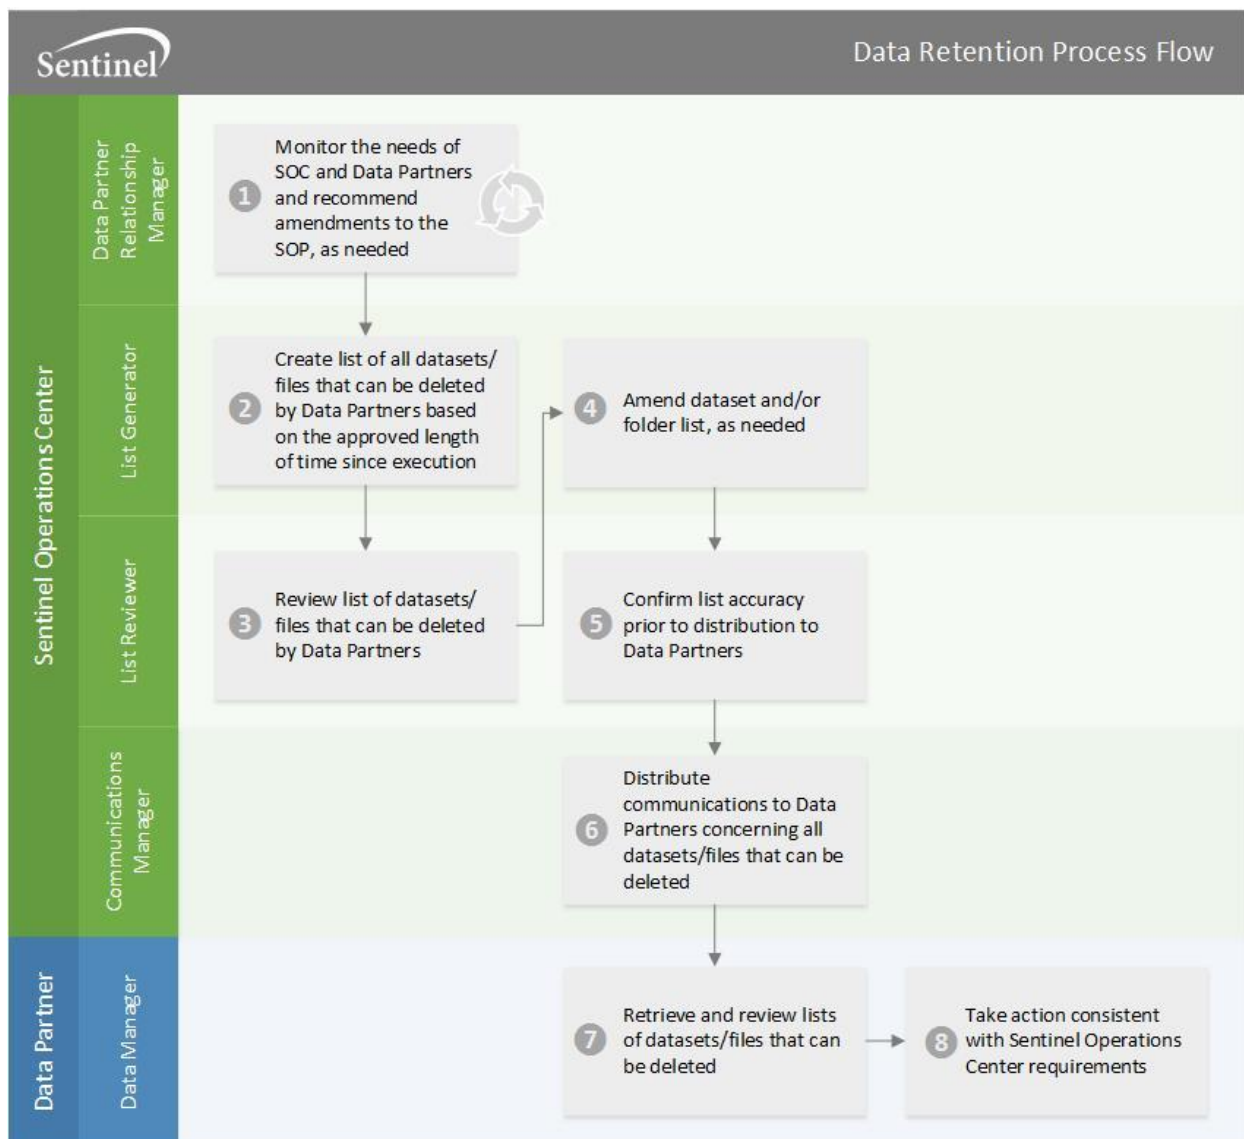 Sentinel
Data Retention Process Flow
Sentinel Operations Center
Data Partner
Relationship
Manager
1
Monitor the needs of
SOC and Data Partners
and recommend
amendments to the
SOP, as needed
List Generator
2
Create list of all datasets/
files that can be deleted
by Data Partners based
on the approved length
of time since execution
4
Amend dataset and/or
folder list, as needed
List Reviewer
3
Review list of datasets/
files that can be deleted
by Data Partners
5
Confirm list accuracy
prior to distribution to
Data Partners
Communications
Manager
6
Distribute
communications to Data
Partners concerning all
datasets/files that can be
deleted
Data Partner
Data Manager
7
Retrieve and review lists
of datasets/files that can
be deleted
8
Take action consistent
with Sentinel Operations
Center requirements